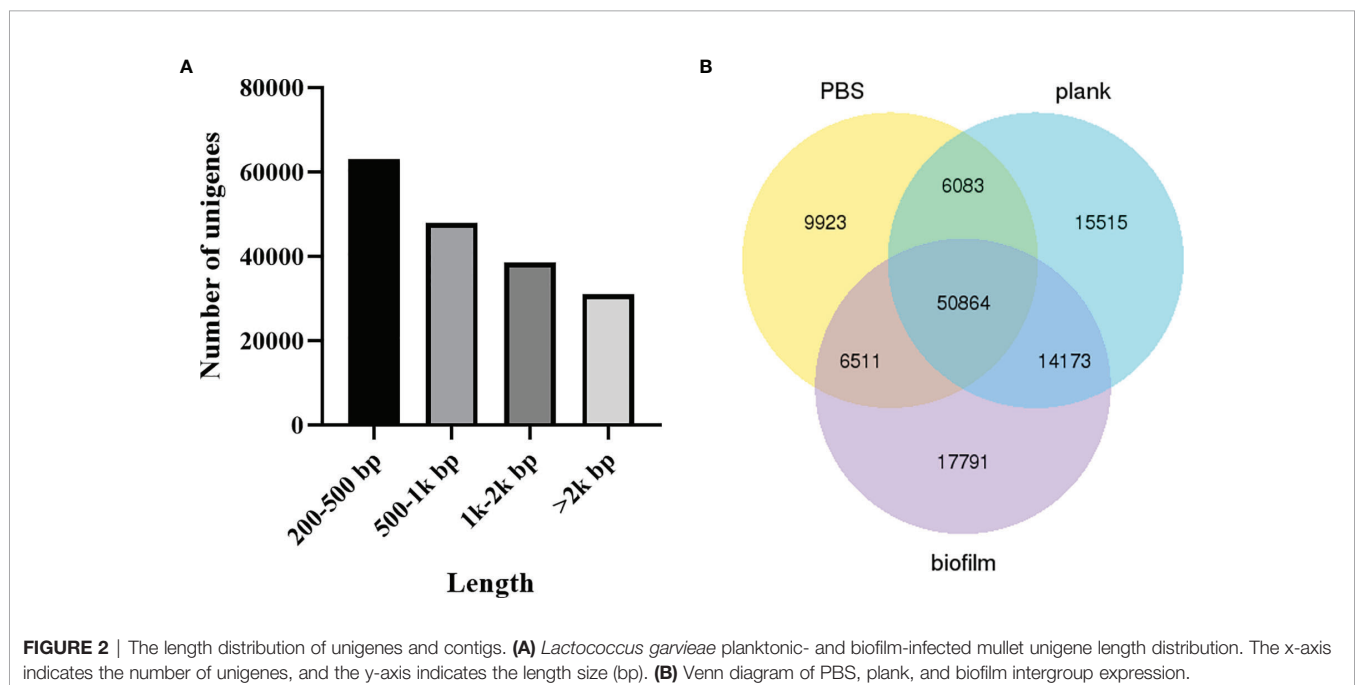 A
80000
60000
40000
20000
0
Number of unigenes
200-500 bp
500-1k bp
1k-2k bp
>2k bp
Length
B
PBS
plank
6083
9923
15515
50864
6511
14173
17791
biofilm
FIGURE 2 | The length distribution of unigenes and contigs. (A) Lactococcus garvieae planktonic- and biofilm-infected mullet unigene length distribution. The x-axis
indicates the number of unigenes, and the y-axis indicates the length size (bp). (B) Venn diagram of PBS, plank, and biofilm intergroup expression.